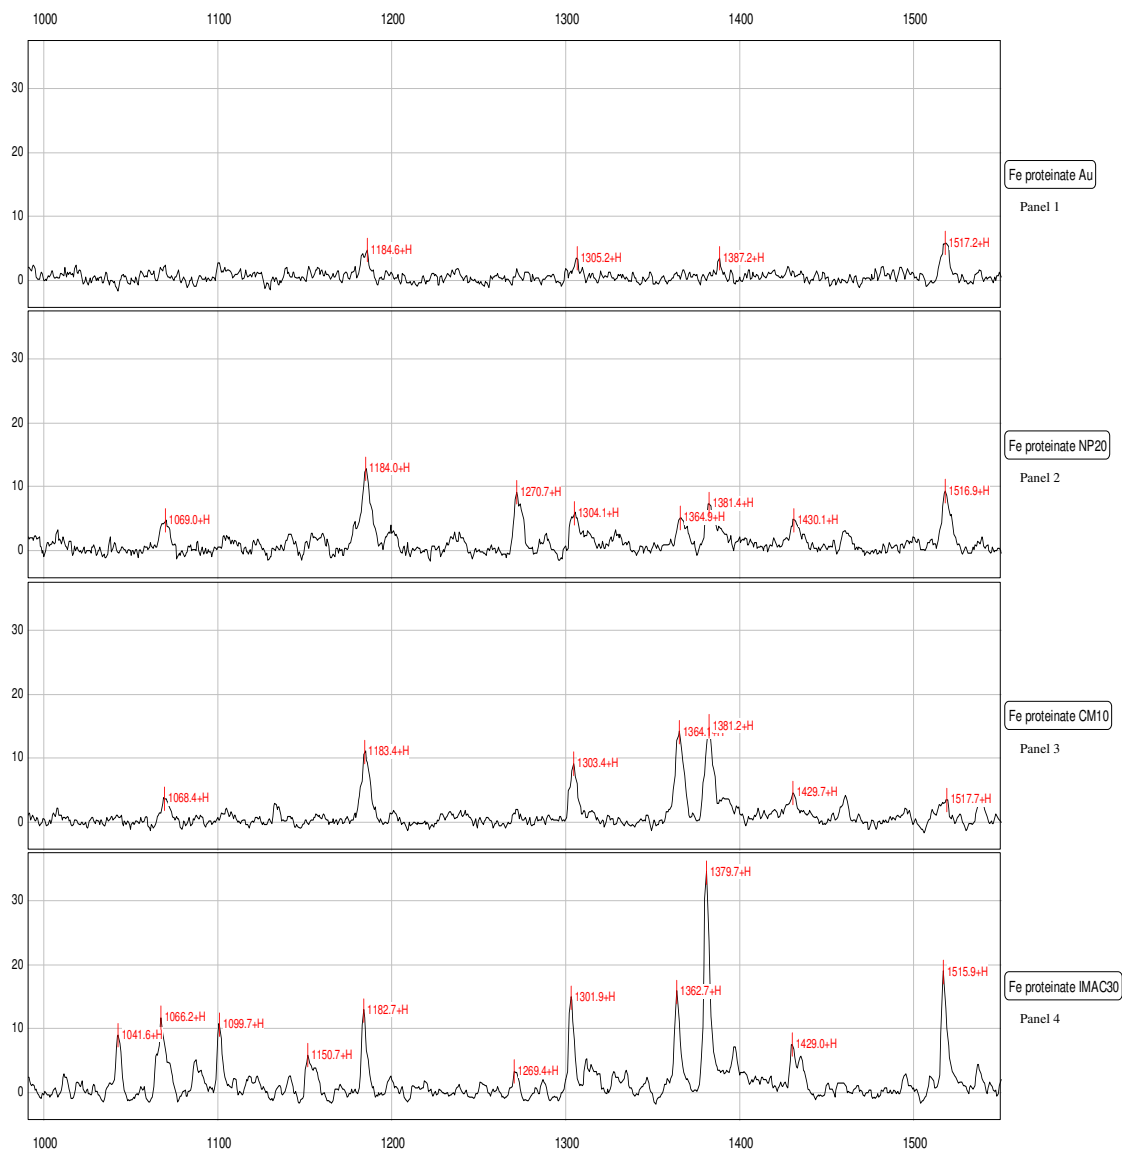 1000 1100 1200 1300 1400 1500
30
20
10
0
1184.6+H
1305.2+H
1387.2+H
1517.2+H
Fe proteinate Au
Panel 1
30
20
10
0
1069.0+H
1184.0+H
1270.7+H
1304.1+H
1364.9+H
1381.4+H
1430.1+H
1516.9+H
Fe proteinate NP20
Panel 2
30
20
10
0
1068.4+H
1183.4+H
1303.4+H
1381.2+H
1429.7+H
1517.7+H
Fe proteinate CM10
Panel 3
30
20
10
0
1041.6+H
1066.2+H
1099.7+H
1150.7+H
1182.7+H
1269.4+H
1301.9+H
1362.7+H
1379.7+H
1429.0+H
1515.9+H
Fe proteinate IMAC30
Panel 4
1000 1100 1200 1300 1400 1500